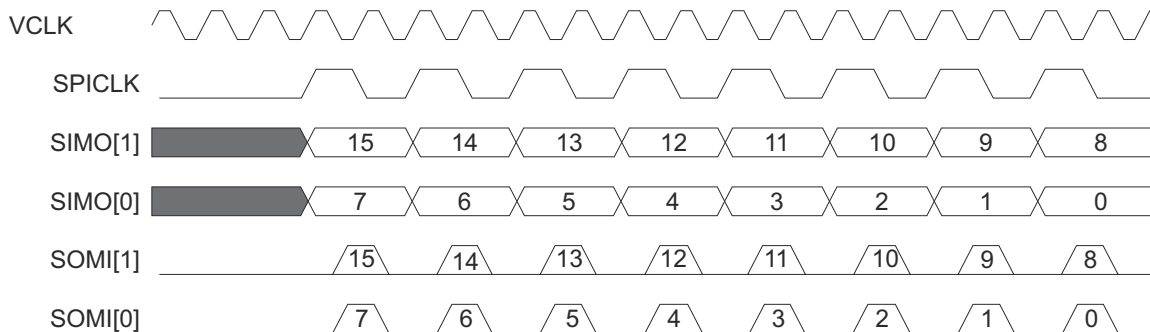 VCLK
SPICLK
SIMO[1] 15 14 13 12 11 10 9 8
SIMO[0] 7 6 5 4 3 2 1 0
SOMI[1] 15 14 13 12 11 10 9 8
SOMI[0] 7 6 5 4 3 2 1 0